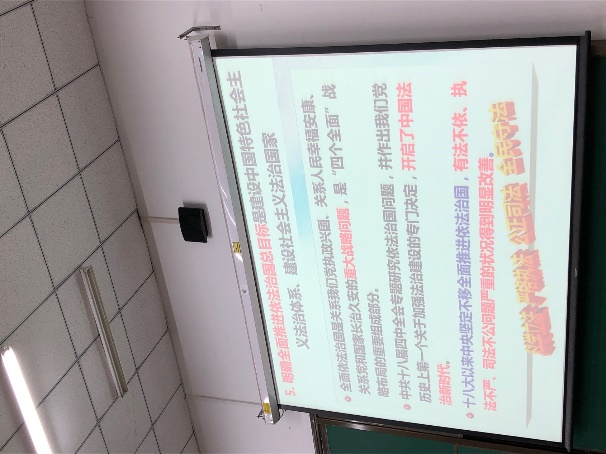 5. 明确全面推进依法治国总目标是建设中国特色社会主
义法治体系、建设社会主义法治国家
全面依法治国是关系我们党执政兴国、关系人民幸福安康、
关系党和国家长治久安的重大战略问题,是“四个全面”战
略布局的重要组成部分。
中共十八届四中全会专题研究依法治国问题,并作出我们党
历史上第一个关于加强法治建设的专门决定,开启了中国法
治新时代。
十八大以来中央坚定不移全面推进依法治国,有法不依、执
法不严、司法不公问题严重的状况得到明显改善。
科学立法 严格执法 公正司法 全民守法